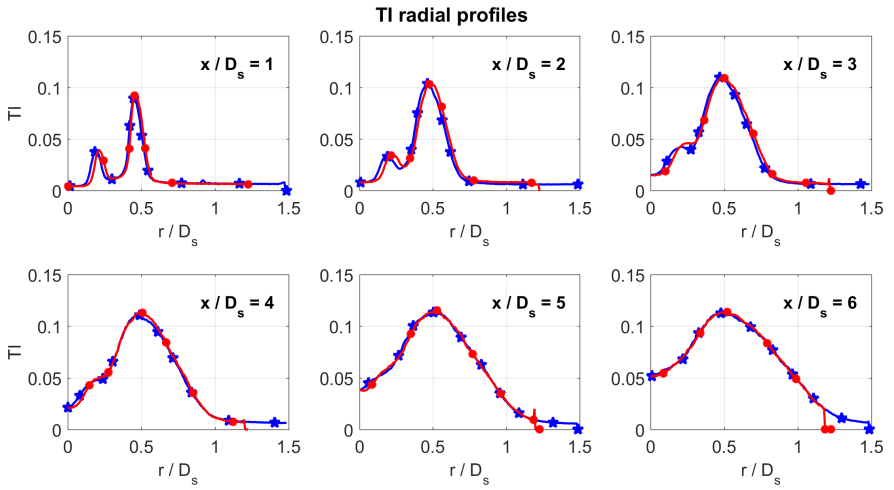 TI radial profiles
TI
0.15
0.1
0.05
0
x / Ds = 1
0 0.5 1 1.5
r / Ds
0.15
0.1
0.05
0
x / Ds = 2
0 0.5 1 1.5
r / Ds
0.15
0.1
0.05
0
x / Ds = 3
0 0.5 1 1.5
r / Ds
TI
0.15
0.1
0.05
0
x / Ds = 4
0 0.5 1 1.5
r / Ds
0.15
0.1
0.05
0
x / Ds = 5
0 0.5 1 1.5
r / Ds
0.15
0.1
0.05
0
x / Ds = 6
0 0.5 1 1.5
r / Ds